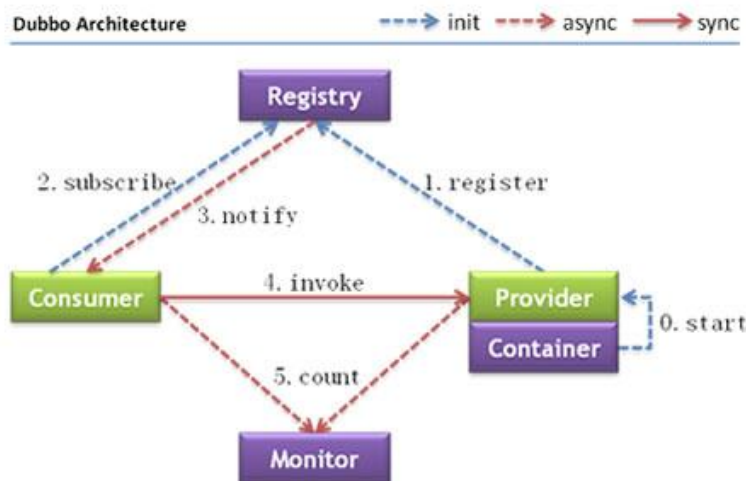 Dubbo Architecture
init
async
sync
Registry
2. subscribe
1. register
3. notify
Consumer
4. invoke
Provider
0. start
Container
5. count
Monitor